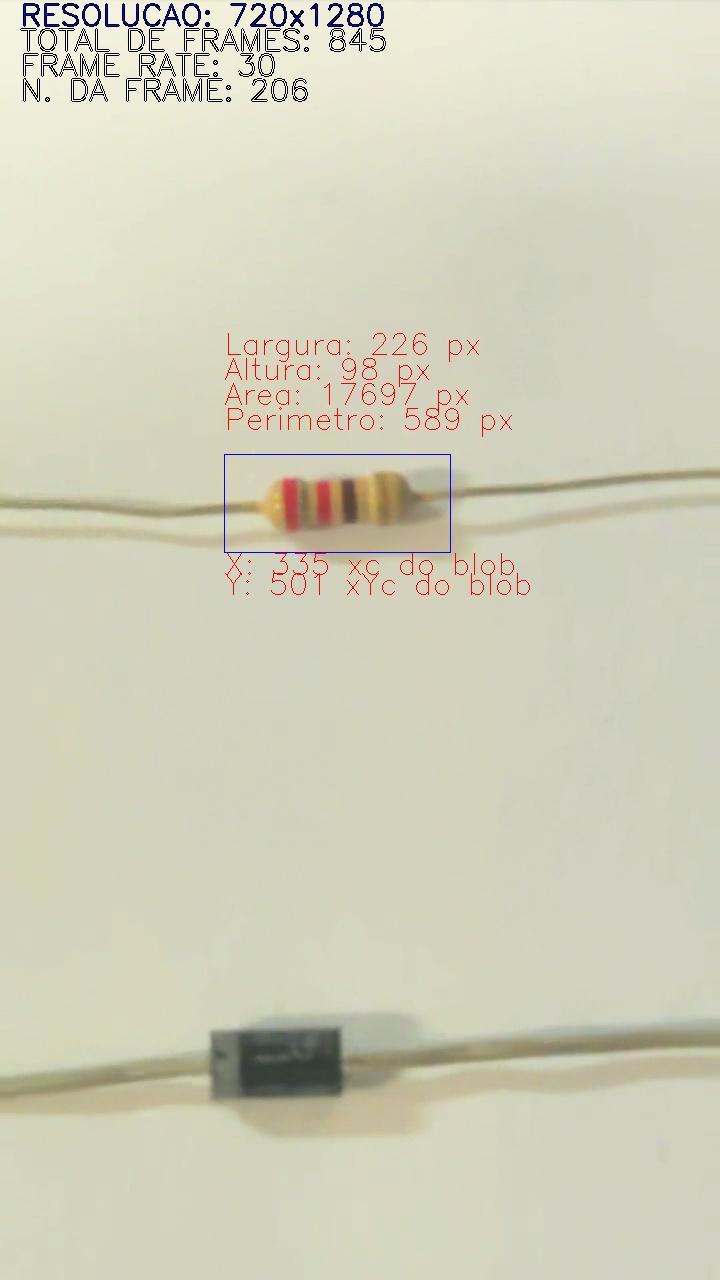 RESOLUCAO: 720x1280
TOTAL DE FRAMES: 845
FRAME RATE: 30
N. DA FRAME: 206
Largura: 226 px
Altura: 98 px
Area: 17697 px
Perimetro: 589 px
X: 335 xc do blob
Y: 501 xYc do blob